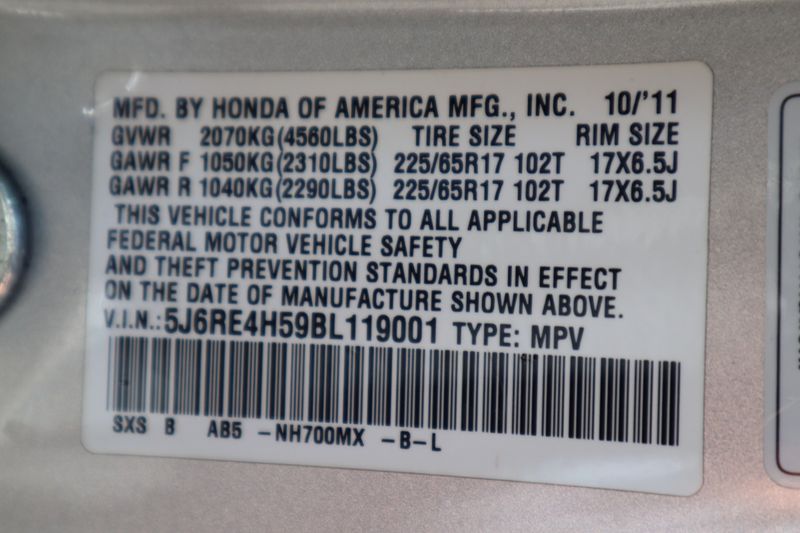 MFD. BY HONDA OF AMERICA MFG., INC. 10/'11
GVWR 2070KG(4560LBS) TIRE SIZE RIM SIZE
GAWR F 1050KG(2310LBS) 225/65R17 102T 17X6.5J
GAWR R 1040KG(2290LBS) 225/65R17 102T 17X6.5J
THIS VEHICLE CONFORMS TO ALL APPLICABLE
FEDERAL MOTOR VEHICLE SAFETY
AND THEFT PREVENTION STANDARDS IN EFFECT
ON THE DATE OF MANUFACTURE SHOWN ABOVE.
V.I.N.:5J6RE4H59BL119001 TYPE: MPV
SXS B AB5 -NH700MX -B-L